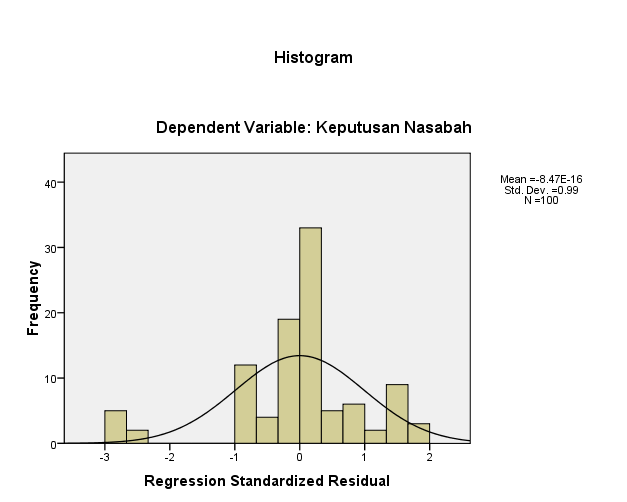 Histogram
Dependent Variable: Keputusan Nasabah
Mean =-8.47E-16
Std. Dev. =0.99
N =100
Frequency
40
30
20
10
0
-3 -2 -1 0 1 2
Regression Standardized Residual